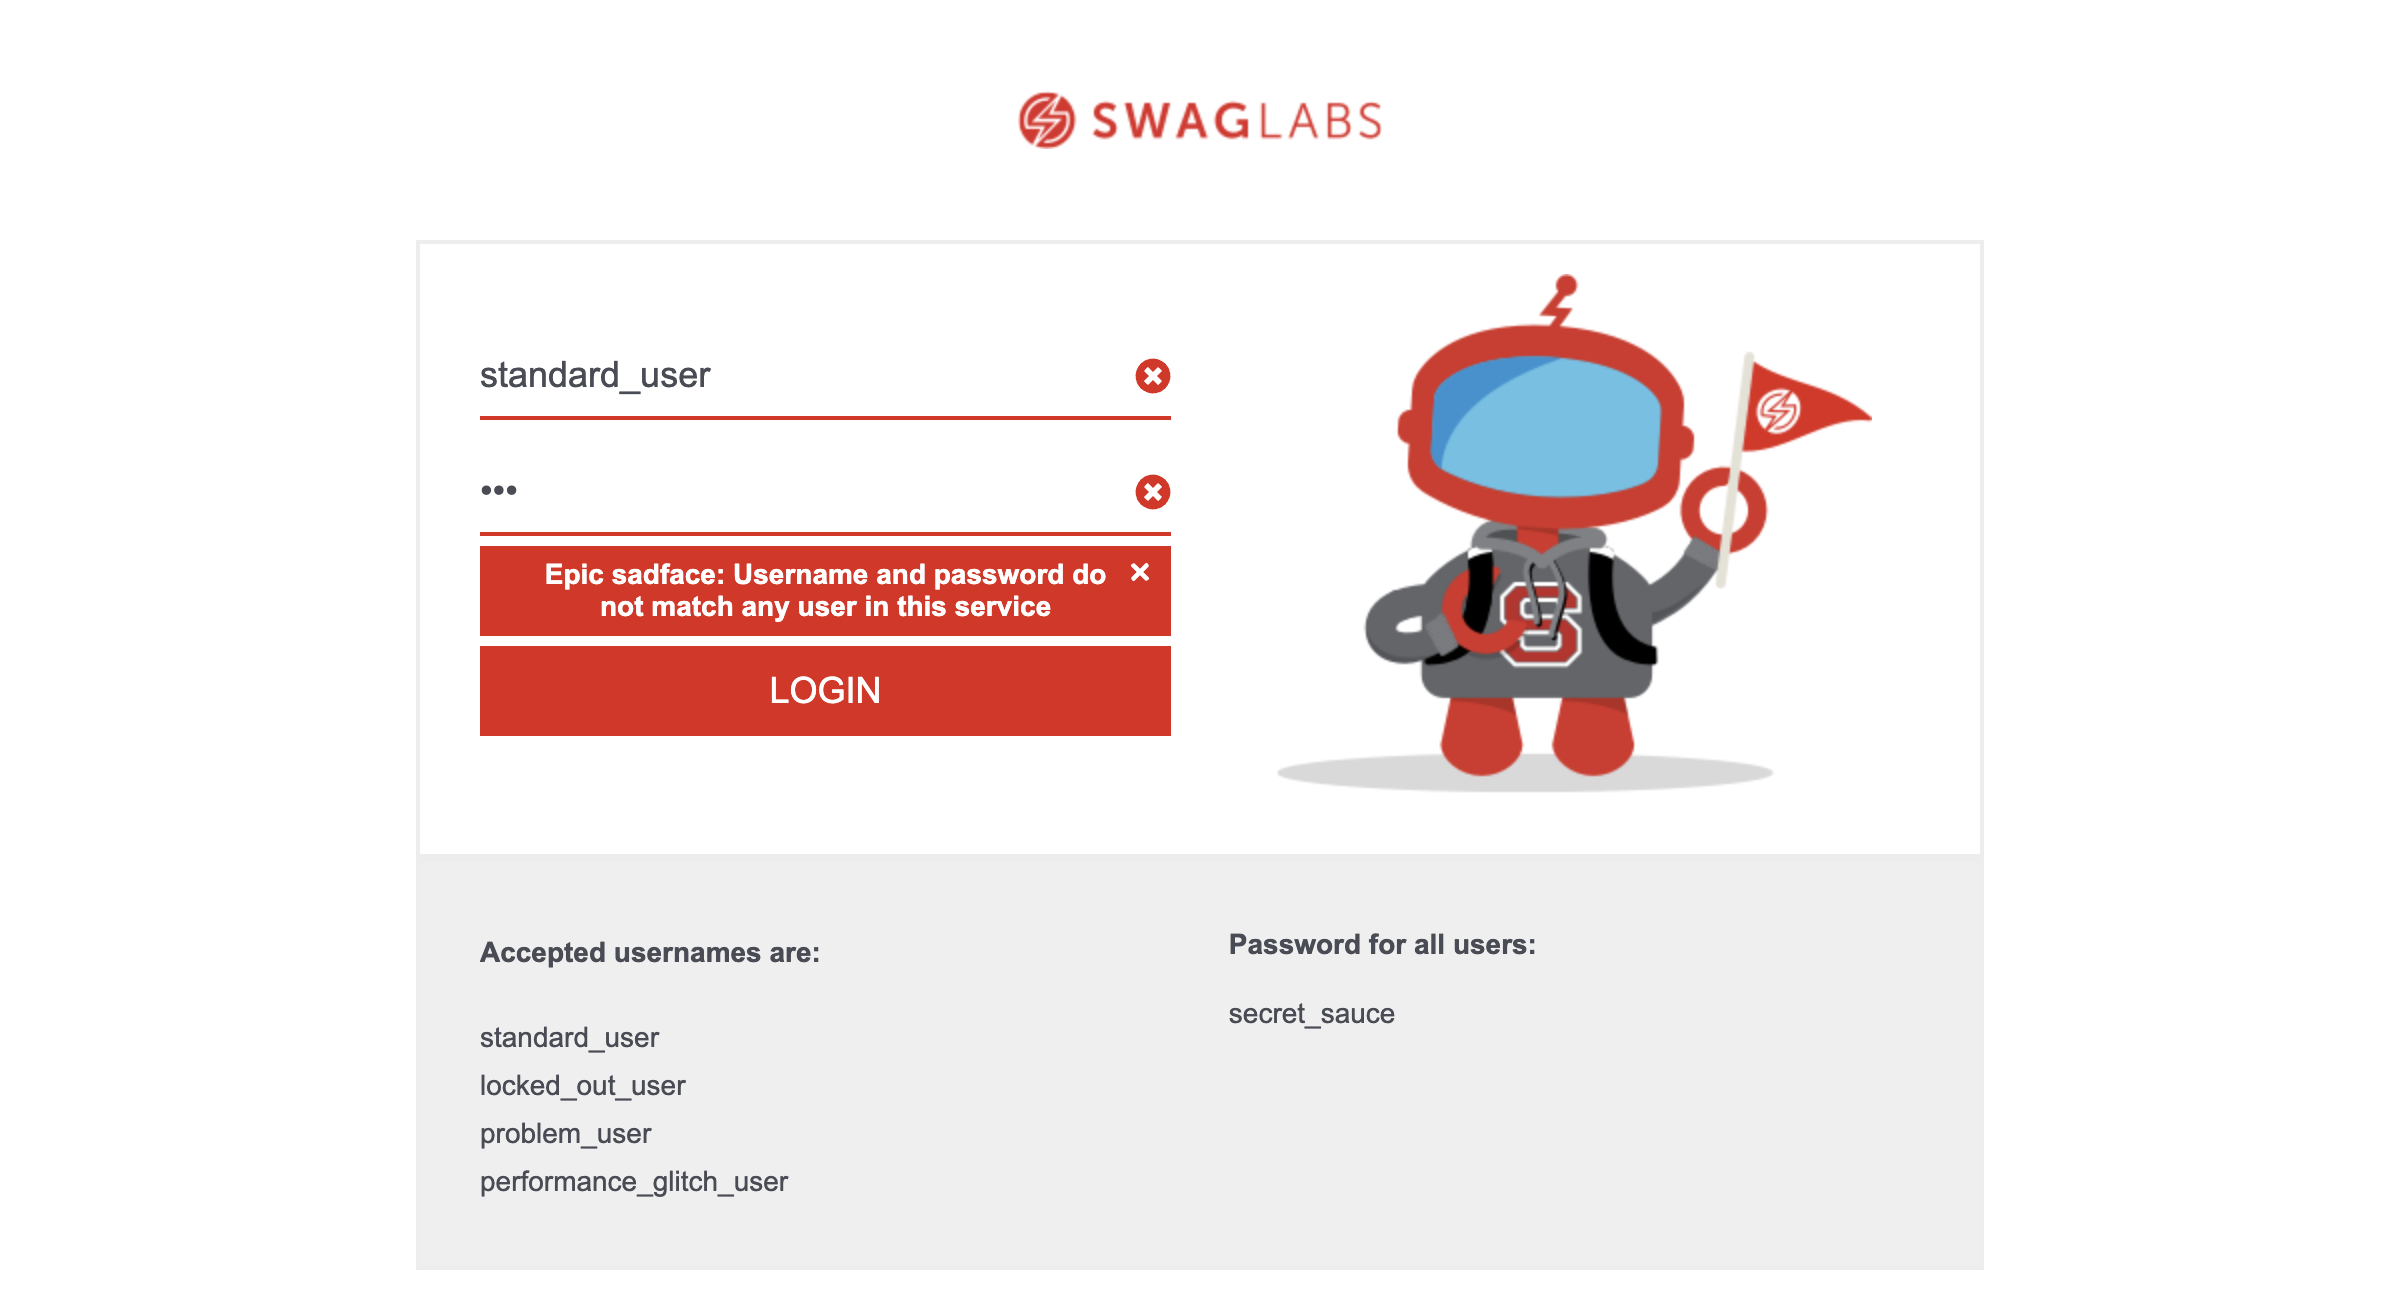 SWAGLABS
standard_user
•••
Epic sadface: Username and password do
not match any user in this service
LOGIN
S
Accepted usernames are:
standard_user
locked_out_user
problem_user
performance_glitch_user
Password for all users:
secret_sauce